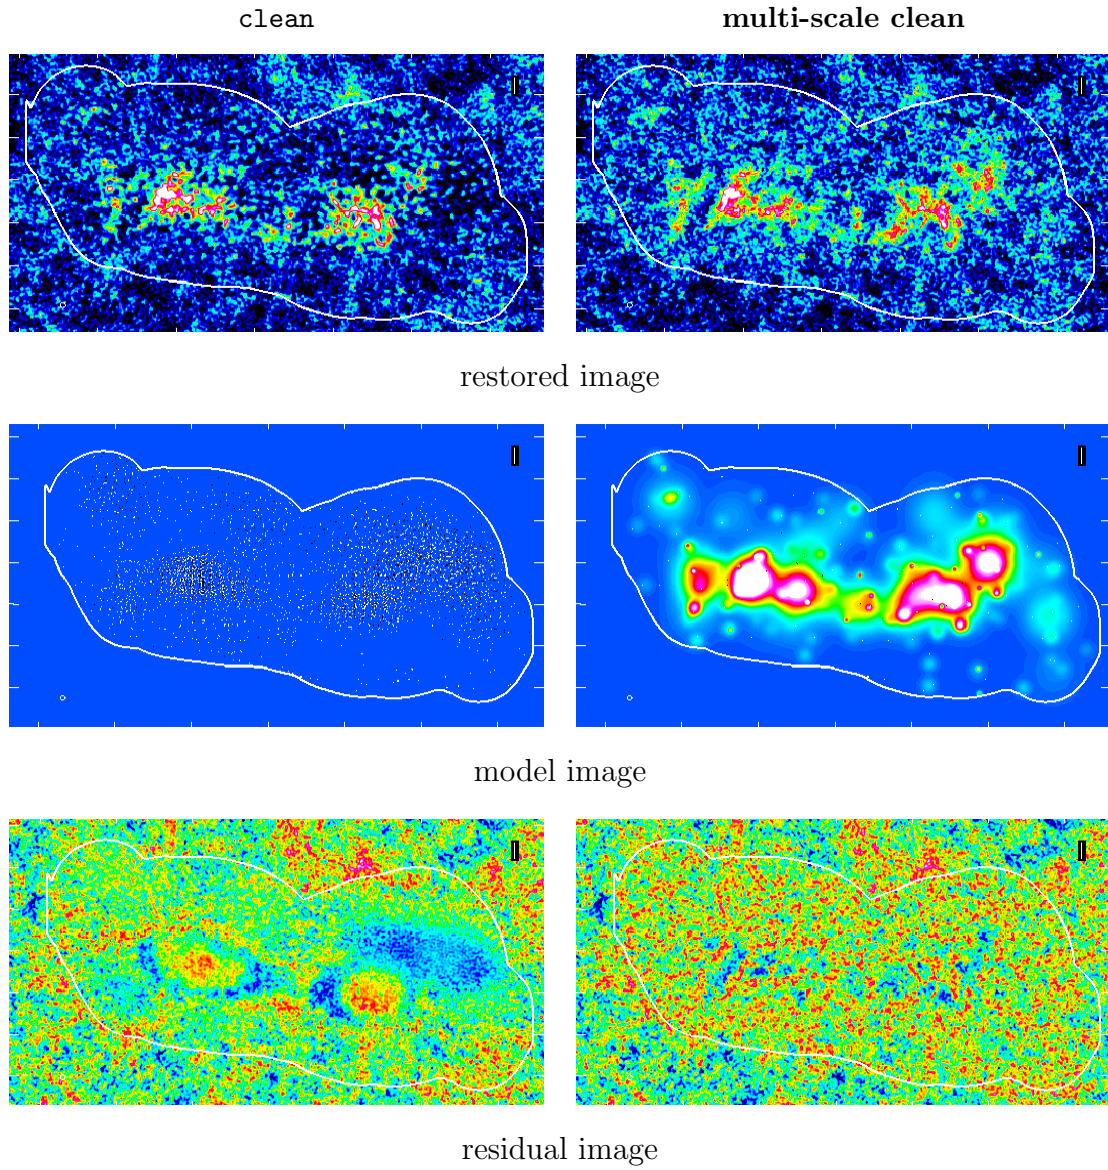 clean
multi-scale clean
restored image
model image
residual image